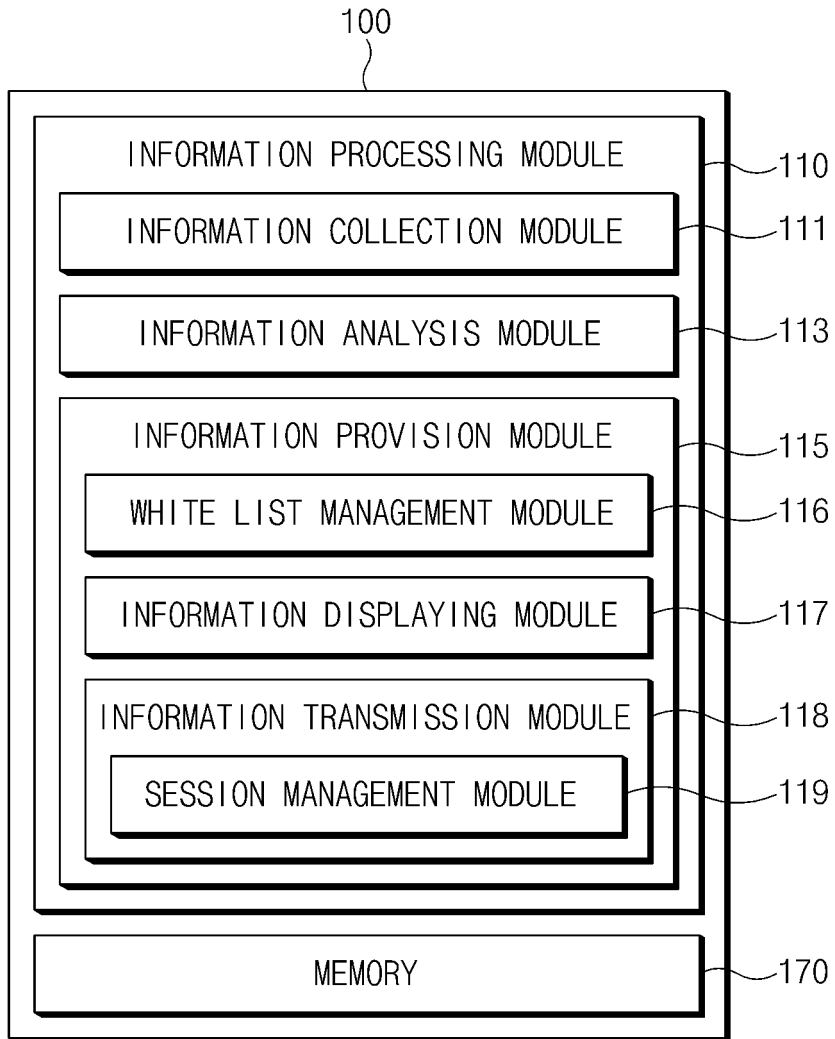 100
INFORMATION PROCESSING MODULE 110
INFORMATION COLLECTION MODULE 111
INFORMATION ANALYSIS MODULE 113
INFORMATION PROVISION MODULE 115
WHITE LIST MANAGEMENT MODULE 116
INFORMATION DISPLAYING MODULE 117
INFORMATION TRANSMISSION MODULE 118
SESSION MANAGEMENT MODULE 119
MEMORY 170